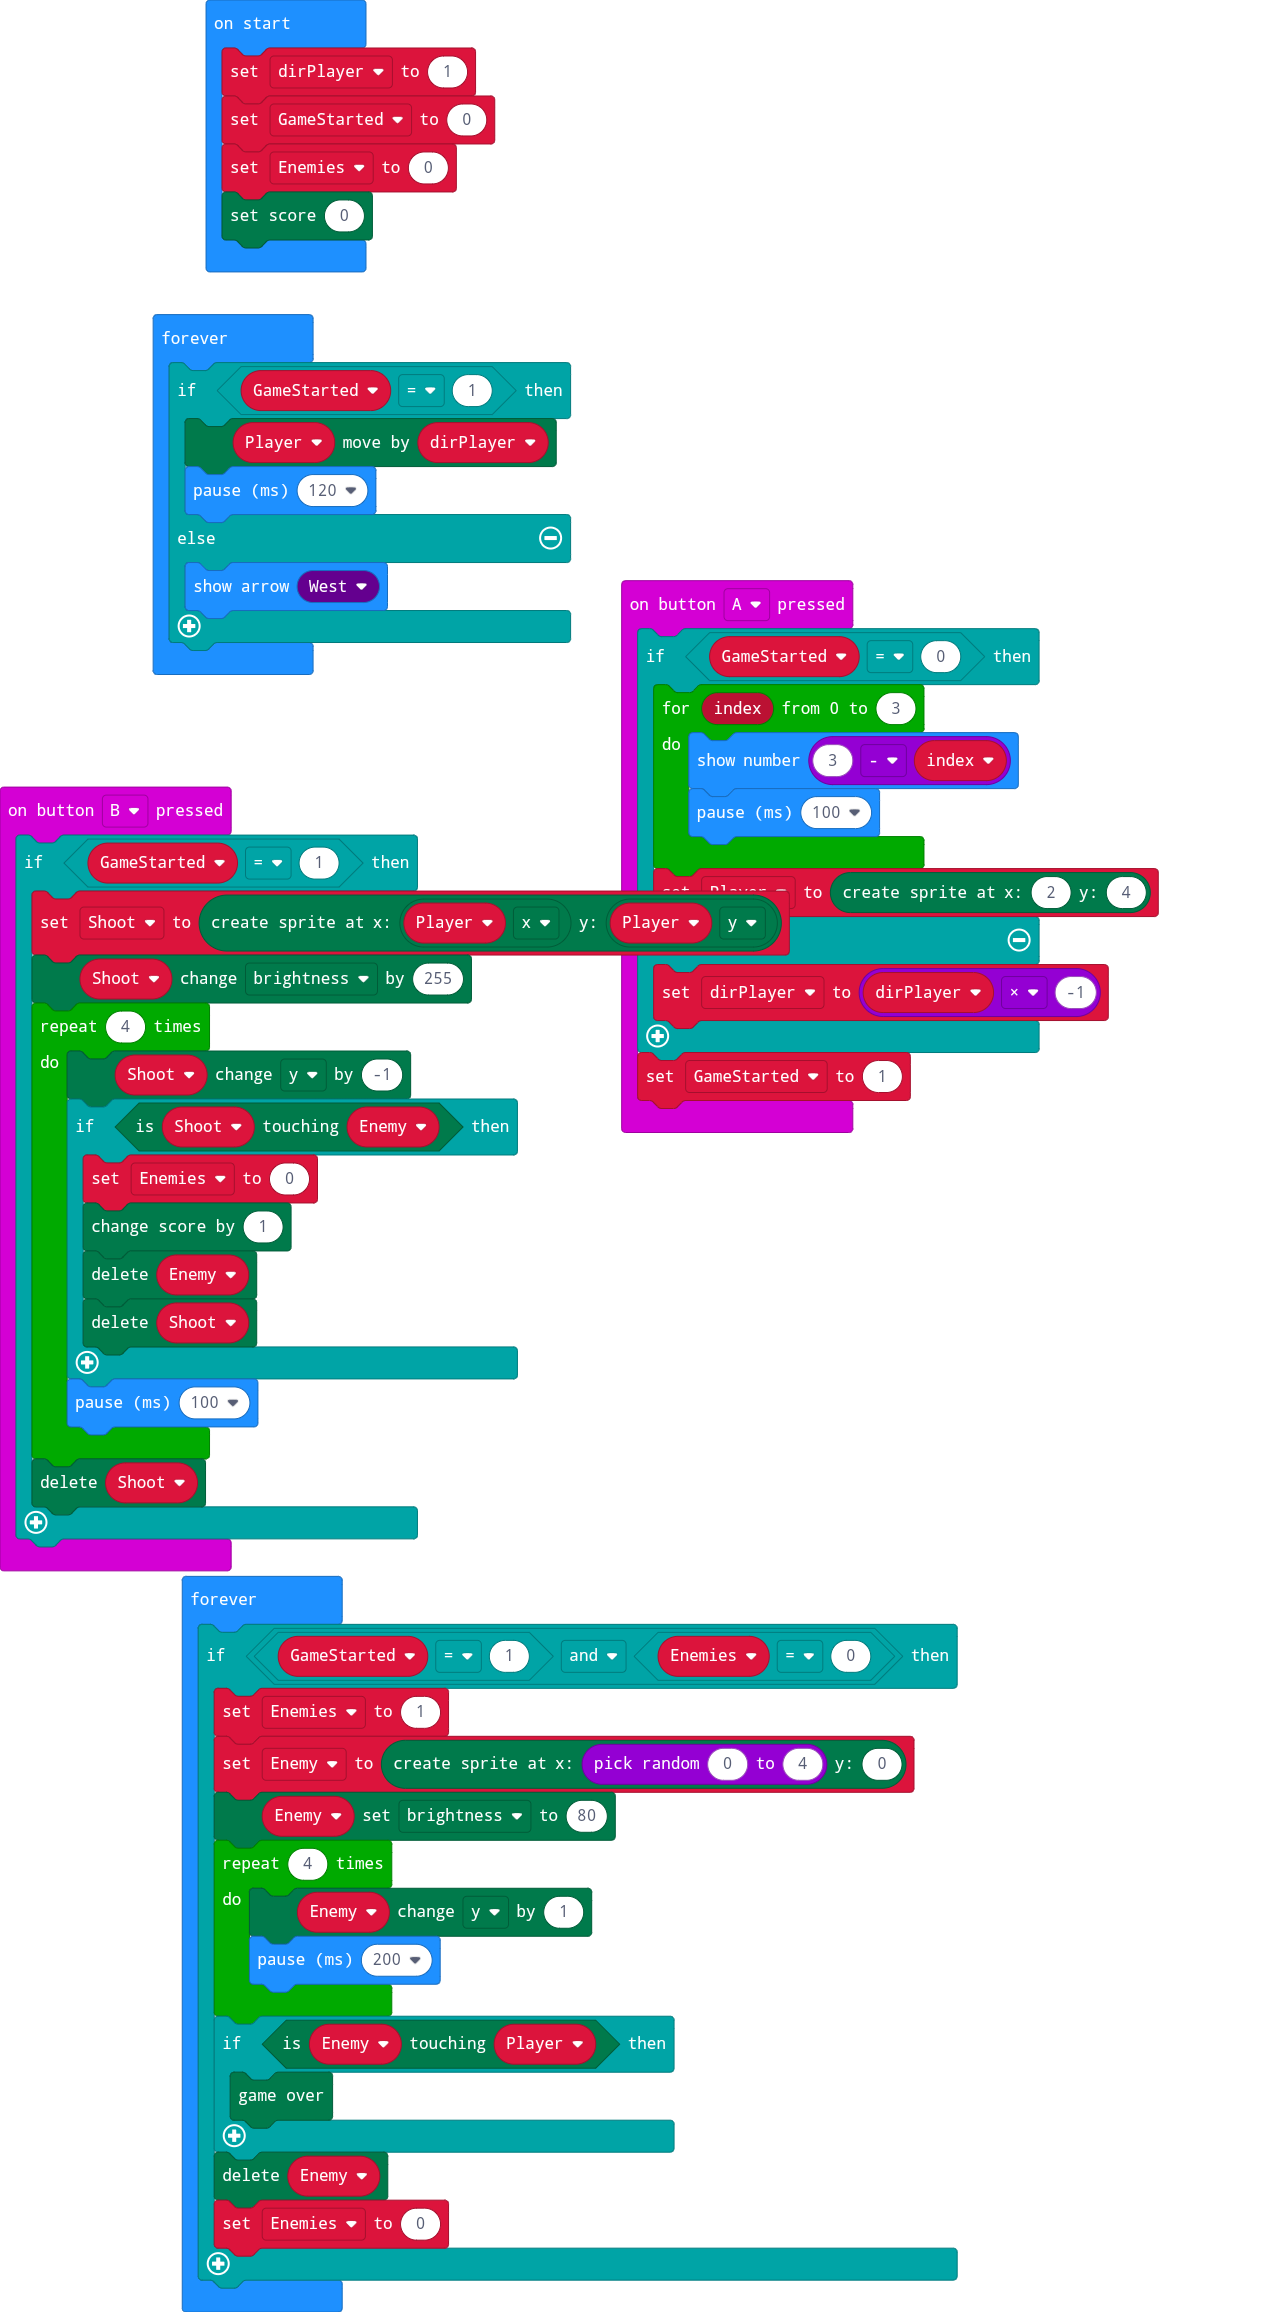 on start
set dirPlayer to 1
set GameStarted to 0
set Enemies to 0
set score 0
forever
if GameStarted = 1 then
Player move by dirPlayer
pause (ms) 120
else
show arrow West
on button A pressed
if GameStarted = 0 then
for index from 0 to 3
do
show number 3 - index
pause (ms) 100
to create sprite at x: 2 y: 4
set dirPlayer to dirPlayer × -1
set GameStarted to 1
on button B pressed
if GameStarted = 1 then
set Shoot to create sprite at x: Player x y: Player y
Shoot change brightness by 255
repeat 4 times
do
Shoot change y by -1
if is Shoot touching Enemy then
set Enemies to 0
change score by 1
delete Enemy
delete Shoot
pause (ms) 100
delete Shoot
forever
if GameStarted = 1 and Enemies = 0 then
set Enemies to 1
set Enemy to create sprite at x: pick random 0 to 4 y: 0
Enemy set brightness to 80
repeat 4 times
do
Enemy change y by 1
pause (ms) 200
if is Enemy touching Player then
game over
delete Enemy
set Enemies to 0